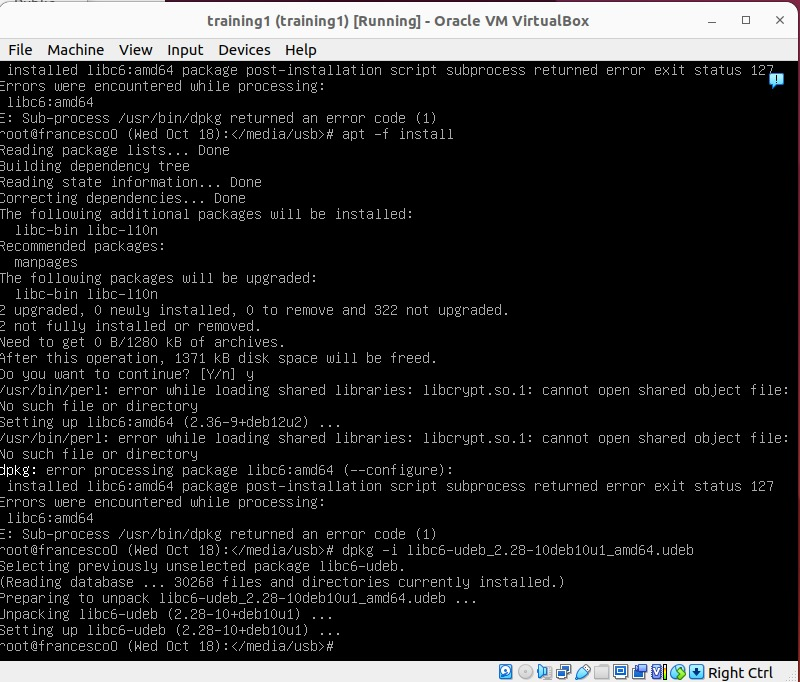 training1 (training1) [Running] - Oracle VM VirtualBox
File Machine View Input Devices Help
installed libc6:amd64 package post-installation script subprocess returned error exit status 127
Errors were encountered while processing:
libc6:amd64
E: Sub-process /usr/bin/dpkg returned an error code (1)
root@francesco0 (Wed Oct 18):</media/usb># apt -f install
Reading package lists... Done
Building dependency tree
Reading state information... Done
Correcting dependencies... Done
The following additional packages will be installed:
libc-bin libc-l10n
Recommended packages:
manpages
The following packages will be upgraded:
libc-bin libc-l10n
2 upgraded, 0 newly installed, 0 to remove and 322 not upgraded.
2 not fully installed or removed.
Need to get 0 B/1280 kB of archives.
After this operation, 1371 kB disk space will be freed.
Do you want to continue? [Y/n] y
/usr/bin/perl: error while loading shared libraries: libcrypt.so.1: cannot open shared object file:
No such file or directory
Setting up libc6:amd64 (2.36-9+deb12u2) ...
/usr/bin/perl: error while loading shared libraries: libcrypt.so.1: cannot open shared object file:
No such file or directory
dpkg: error processing package libc6:amd64 (--configure):
installed libc6:amd64 package post-installation script subprocess returned error exit status 127
Errors were encountered while processing:
libc6:amd64
E: Sub-process /usr/bin/dpkg returned an error code (1)
root@francesco0 (Wed Oct 18):</media/usb># dpkg -i libc6-udeb_2.28-10deb10u1_amd64.udeb
Selecting previously unselected package libc6-udeb.
(Reading database ... 30268 files and directories currently installed.)
Preparing to unpack libc6-udeb_2.28-10deb10u1_amd64.udeb ...
Unpacking libc6-udeb (2.28-10+deb10u1) ...
Setting up libc6-udeb (2.28-10+deb10u1) ...
root@francesco0 (Wed Oct 18):</media/usb>#
Right Ctrl